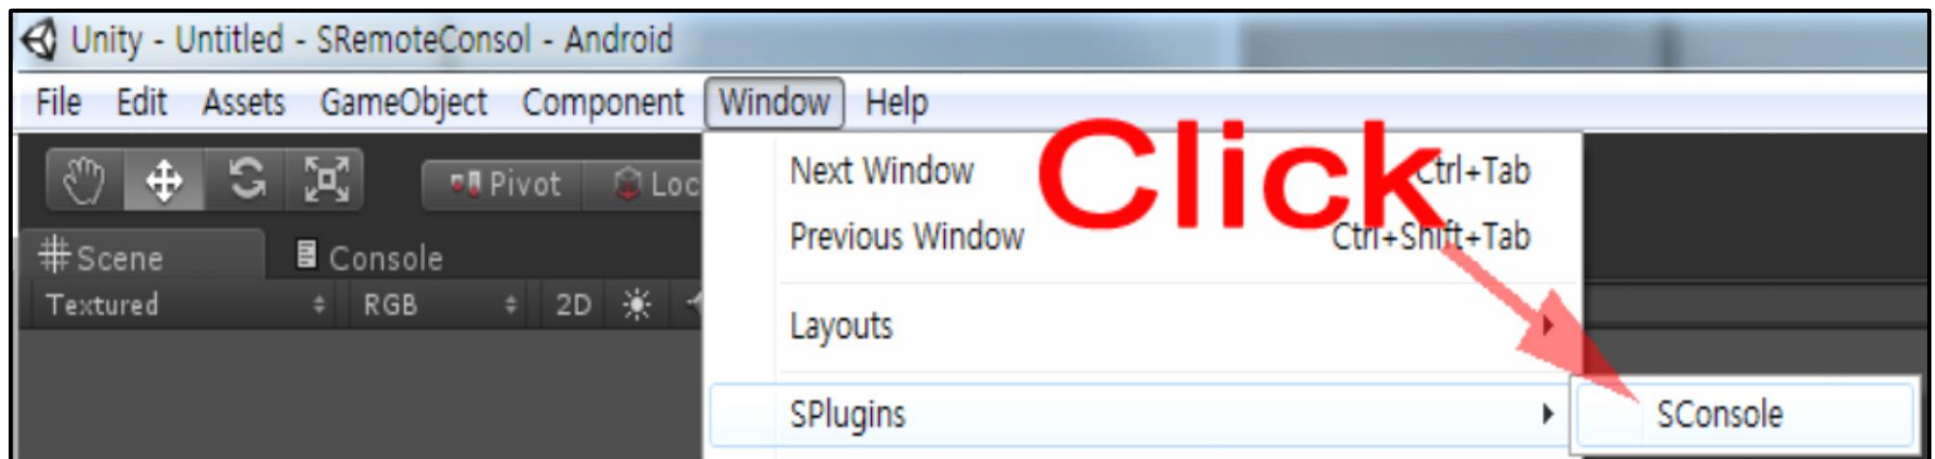 Unity - Untitled - SRemoteConsol - Android
File Edit Assets GameObject Component Window Help
Click
Next Window Ctrl+Tab
Pivot Loc
Previous Window Ctrl+Shift+Tab
Scene Console
Textured RGB 2D
Layouts
SPlugins SConsole